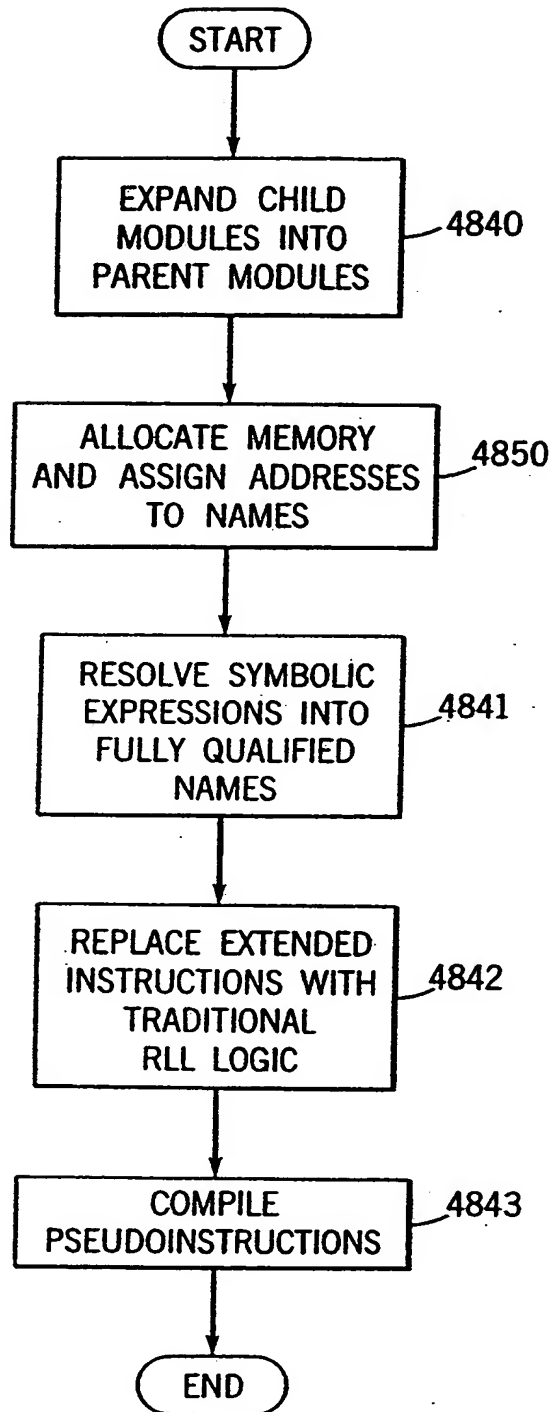 START
EXPAND CHILD
MODULES INTO
PARENT MODULES
4840
ALLOCATE MEMORY
AND ASSIGN ADDRESSES
TO NAMES
4850
RESOLVE SYMBOLIC
EXPRESSIONS INTO
FULLY QUALIFIED
NAMES
4841
REPLACE EXTENDED
INSTRUCTIONS WITH
TRADITIONAL
RLL LOGIC
4842
COMPILE
PSEUDOINSTRUCTIONS
4843
END